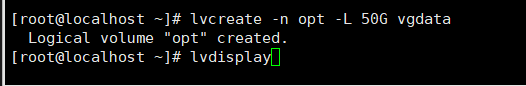 [root@localhost ~]# lvcreate -n opt -L 50G vgdata
  Logical volume "opt" created.
[root@localhost ~]# lvdisplay